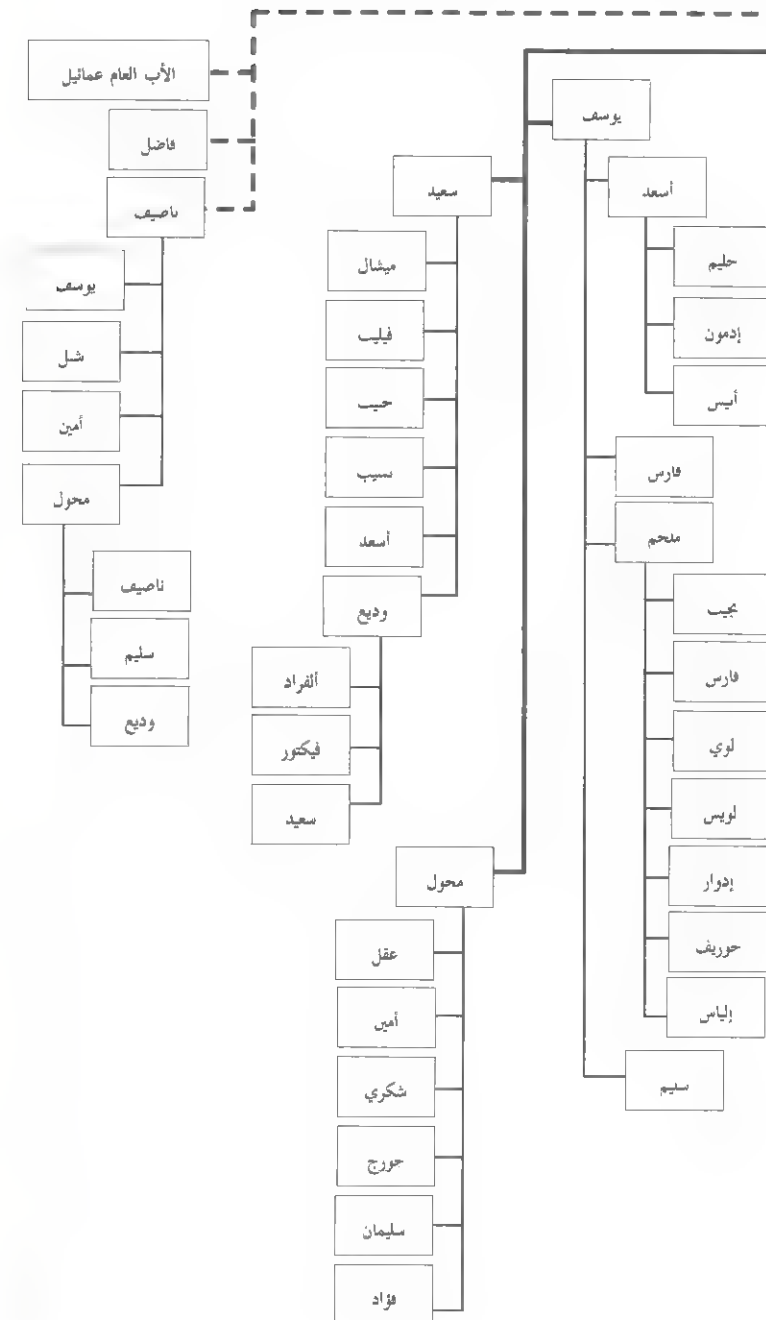 يوسف
أسعد
حليم
إدمون
أنيس
فارس
ملحم
نجيب
فارس
لوي
لويس
إدوار
جوزيف
إلياس
سليم
سعيد
ميشال
فيليب
حبيب
نسيب
أسعد
وديع
ألفراد
فيكتور
سعيد
مخول
عقل
أمين
شكري
جورج
سليمان
فؤاد
الأب العام عمائيل
فاضل
ناصيف
يوسف
شبل
أمين
مخول
ناصيف
سليم
وديع